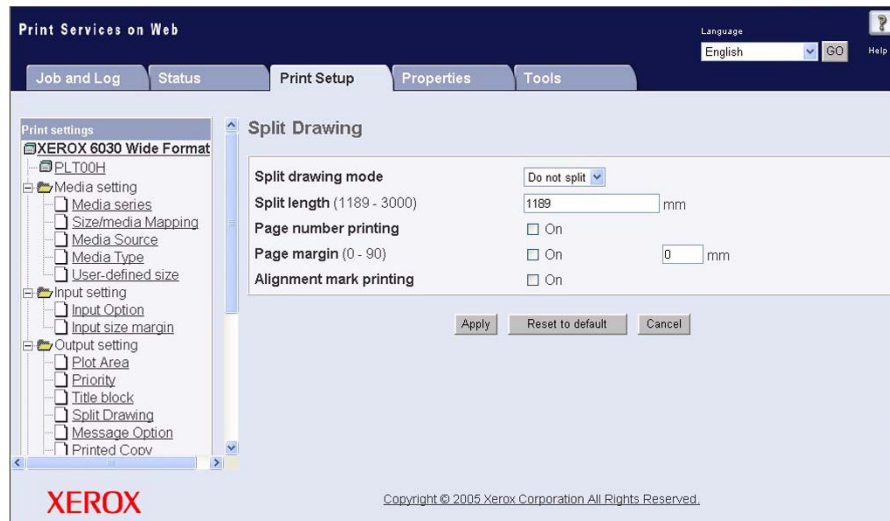 Print Services on Web
Language
English
GO
?
Help
Job and Log
Status
Print Setup
Properties
Tools
Print settings
XEROX 6030 Wide Format
PLT00H
Media setting
Media series
Size/media Mapping
Media Source
Media Type
User-defined size
Input setting
Input Option
Input size margin
Output setting
Plot Area
Priority
Title block
Split Drawing
Message Option
Printed Copy
Split Drawing
Split drawing mode Do not split
Split length (1189 - 3000) 1189 mm
Page number printing On
Page margin (0 - 90) On 0 mm
Alignment mark printing On
Apply Reset to default Cancel
XEROX
Copyright © 2005 Xerox Corporation All Rights Reserved.